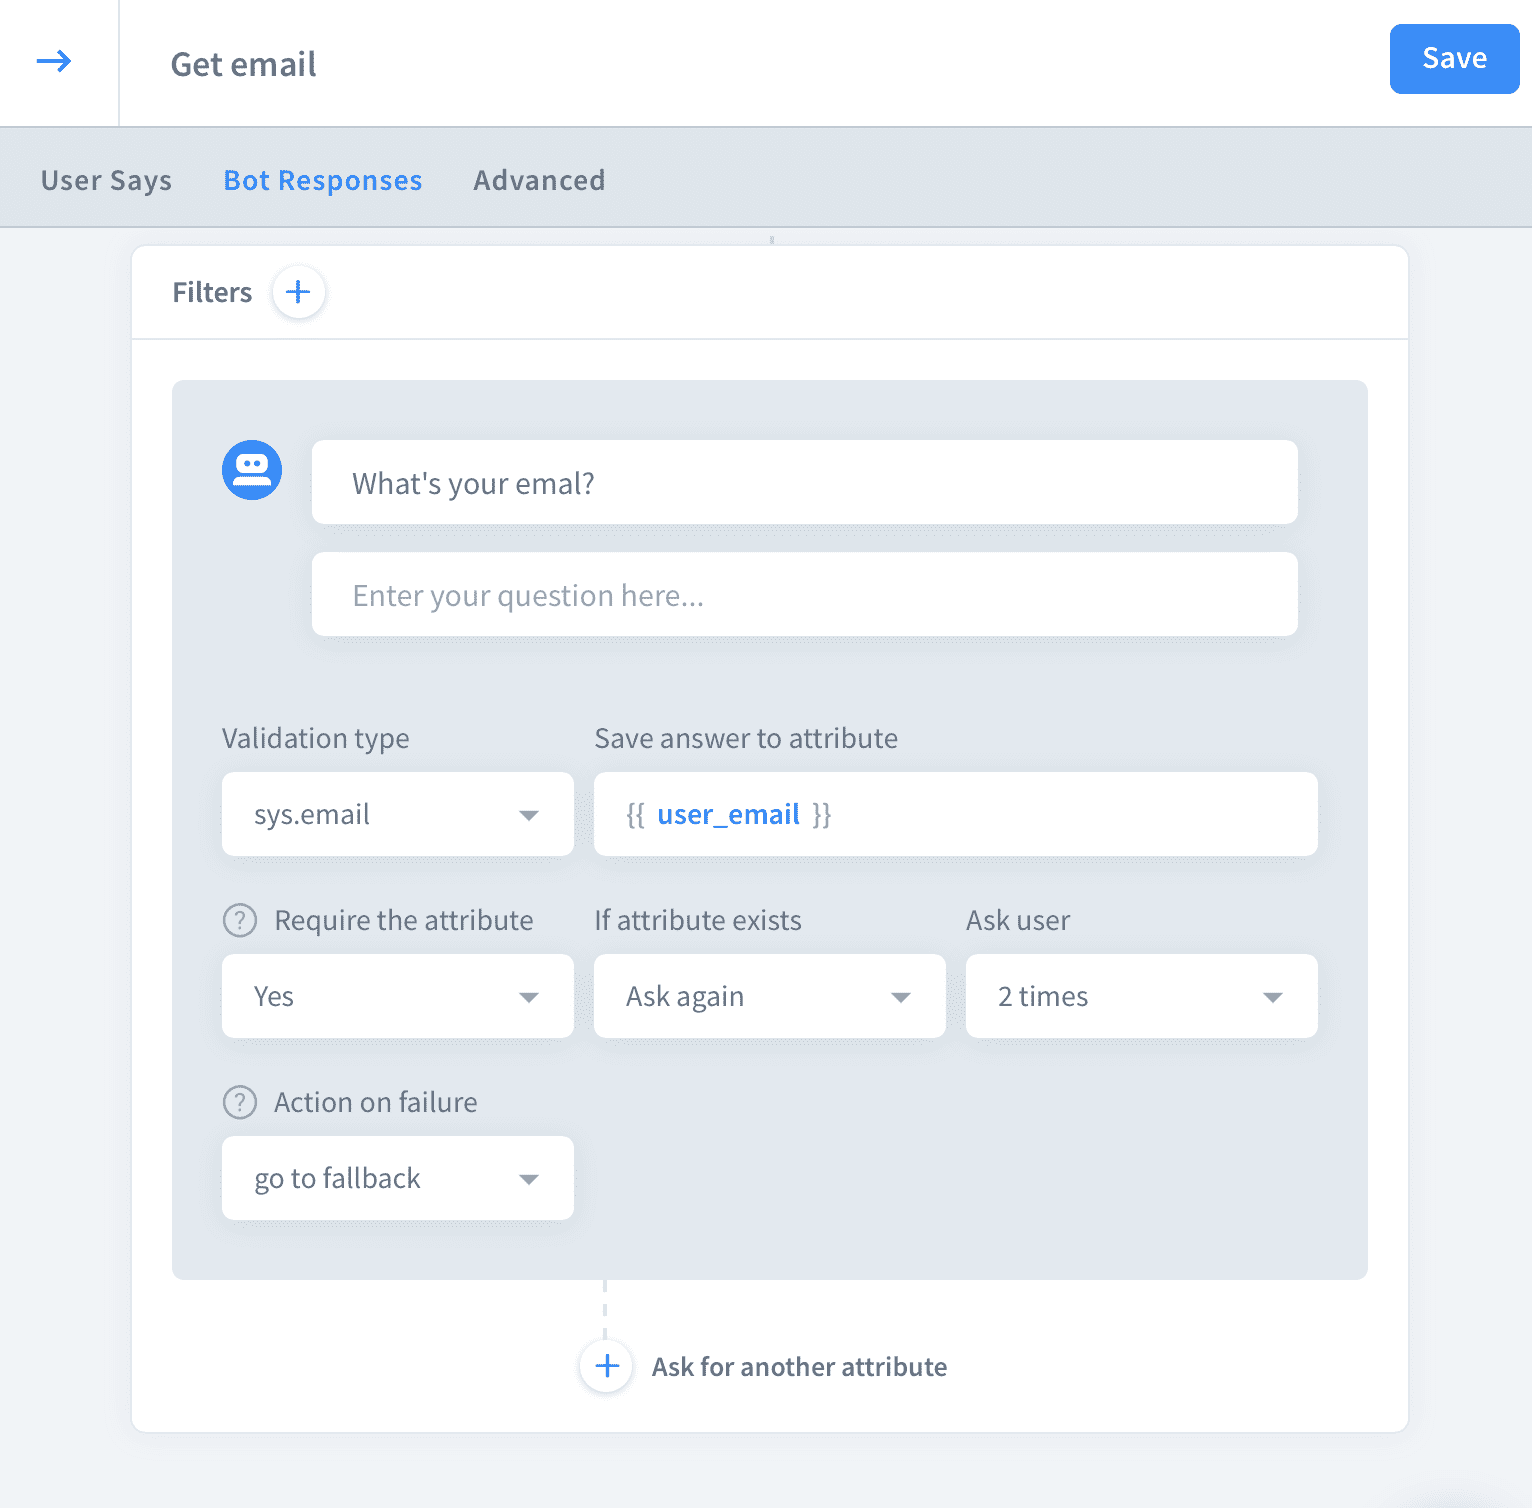 Get email
Save
User Says Bot Responses Advanced
Filters
What's your emal?
Enter your question here...
Validation type Save answer to attribute
sys.email {{ user_email }}
? Require the attribute If attribute exists Ask user
Yes Ask again 2 times
? Action on failure
go to fallback
Ask for another attribute